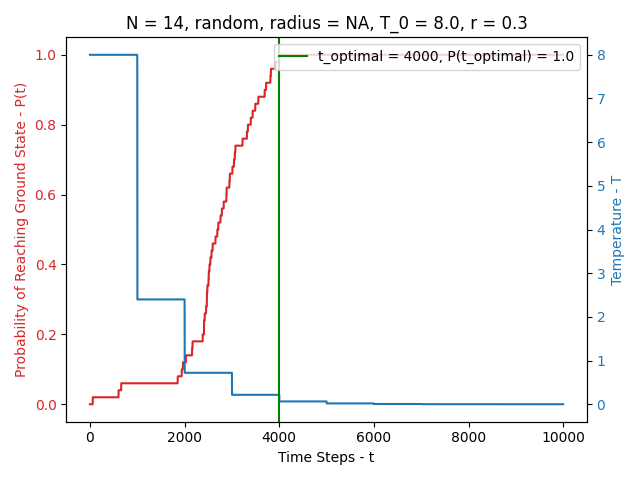 N = 14, random, radius = NA, T_0 = 8.0, r = 0.3
t_optimal = 4000, P(t_optimal) = 1.0
Probability of Reaching Ground State - P(t)
1.0
0.8
0.6
0.4
0.2
0.0
8
7
6
5
4
3
2
1
0
Temperature - T
0 2000 4000 6000 8000 10000
Time Steps - t